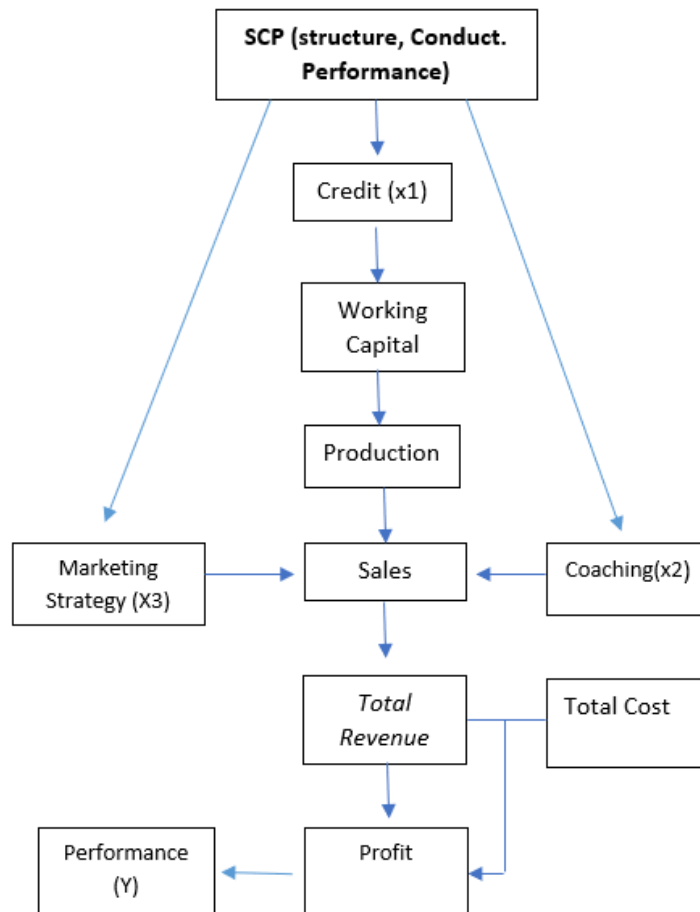 SCP (structure, Conduct.
Performance)
Credit (x1)
Working
Capital
Production
Marketing
Strategy (X3)
Sales
Coaching(x2)
Total
Revenue
Total Cost
Performance
(Y)
Profit